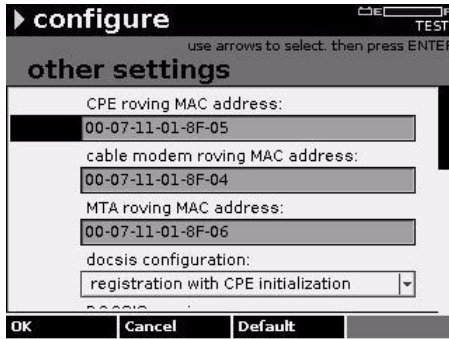 configure
E F
TEST
use arrows to select. then press ENTER
other settings
CPE roving MAC address:
00-07-11-01-8F-05
cable modem roving MAC address:
00-07-11-01-8F-04
MTA roving MAC address:
00-07-11-01-8F-06
docsis configuration:
registration with CPE initialization
OK Cancel Default